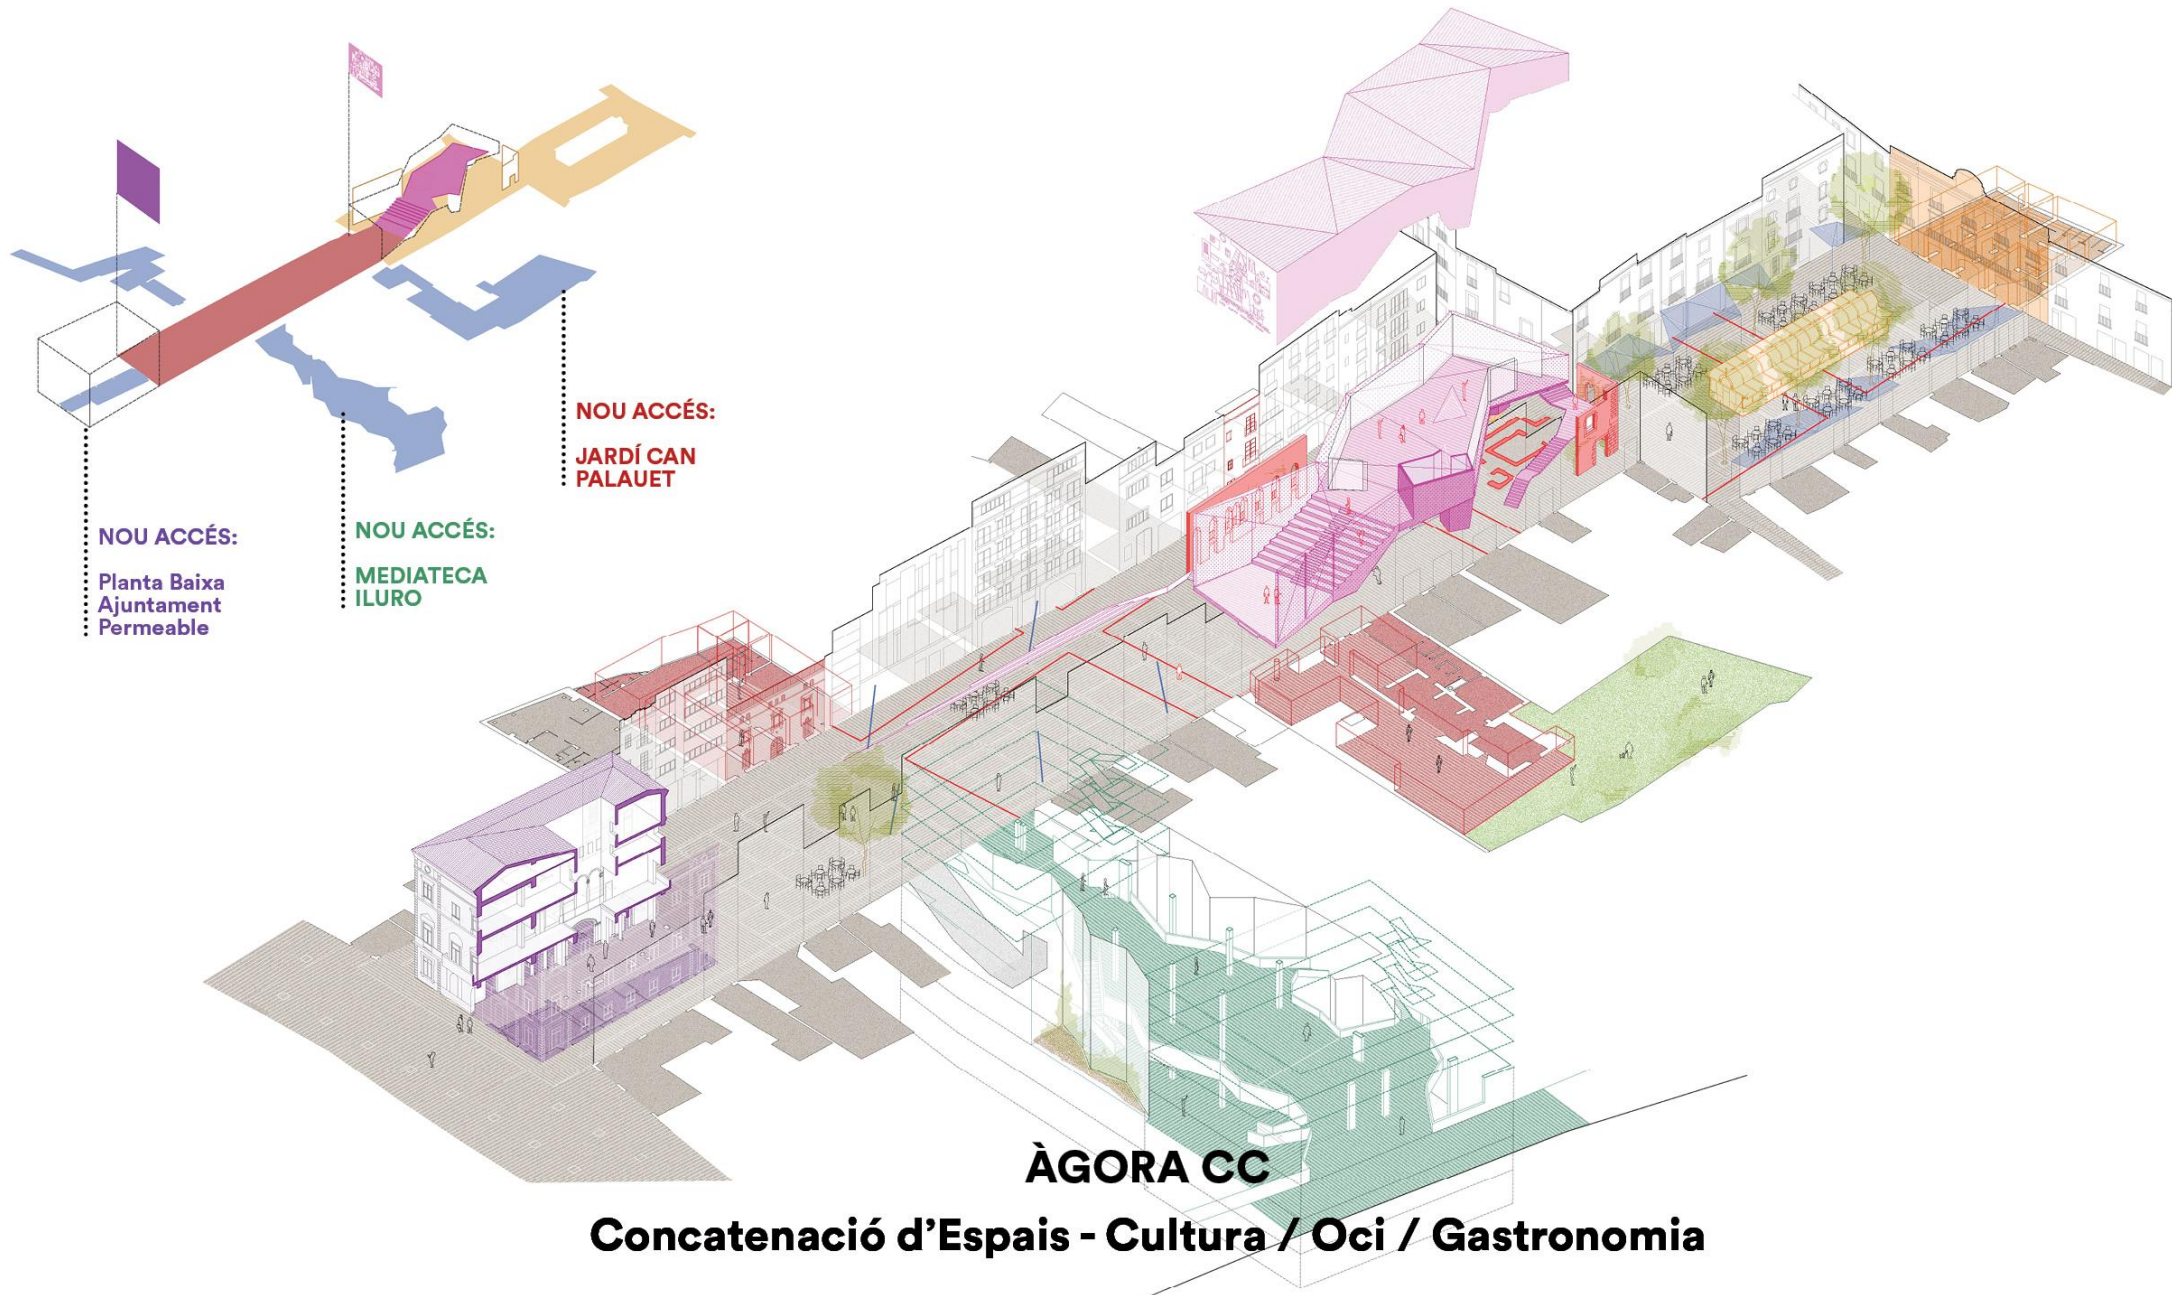 NOU ACCÉS:
JARDÍ CAN
PALAUET
NOU ACCÉS:
MEDIATECA
ILURO
NOU ACCÉS:
Planta Baixa
Ajuntament
Permeable
ÀGORA CC
Concatenació d'Espais - Cultura / Oci / Gastronomia